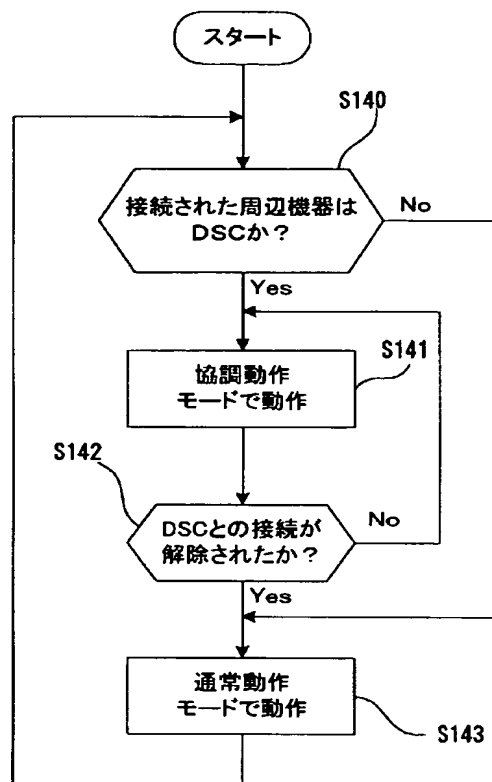 スタート
S140
接続された周辺機器は
DSCか？
No
Yes
S141
協調動作
モードで動作
S142
DSCとの接続が
解除されたか？
No
Yes
通常動作
モードで動作
S143